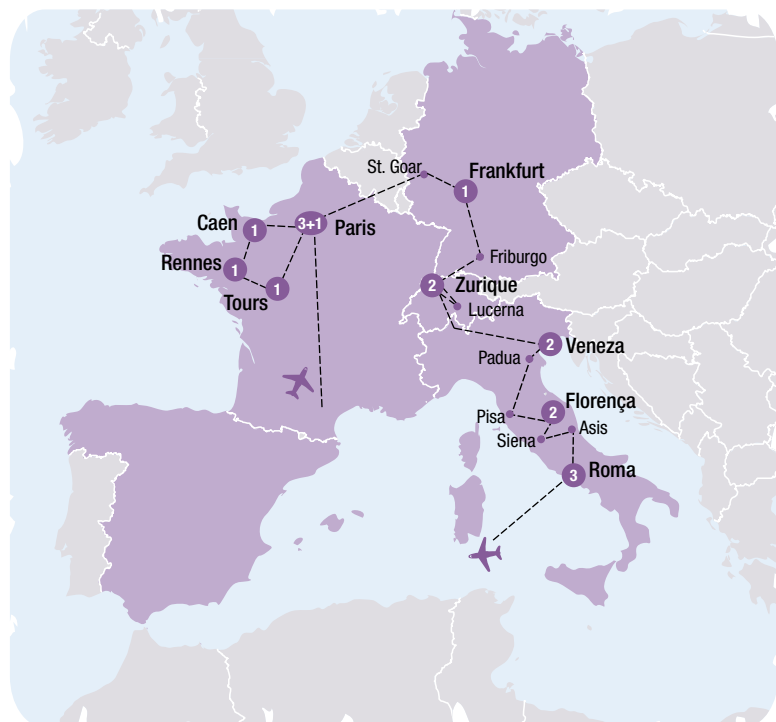 St. Goar
Frankfurt
1
Caen
1
3+1
Paris
Rennes
1
Friburgo
1
Tours
2
Zurique
Lucerna
2
Veneza
Padua
Pisa
2
Florença
Siena
Asis
3
Roma